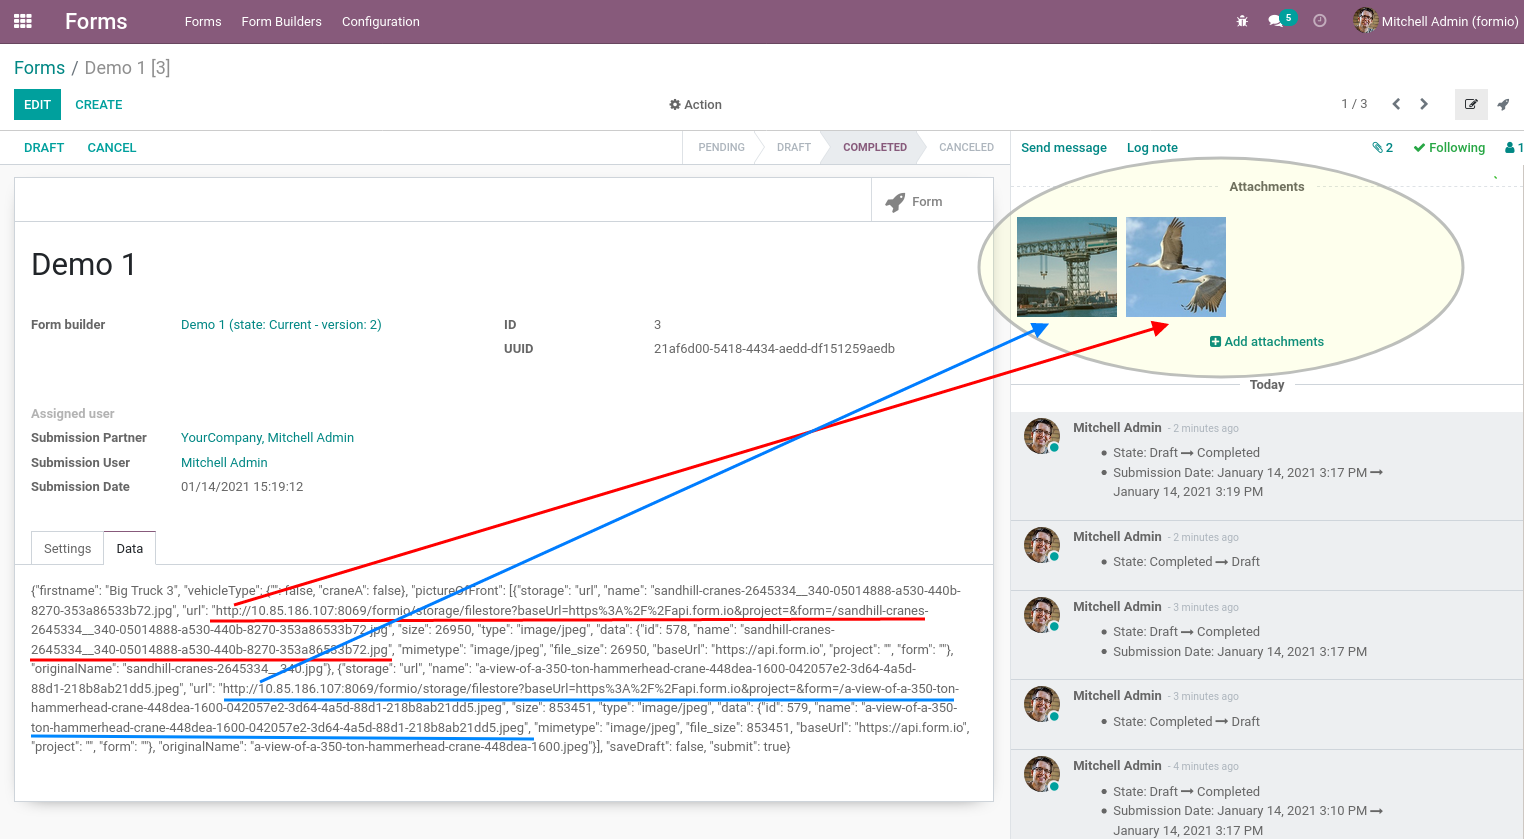 Forms
Forms
Form Builders
Configuration
5
Mitchell Admin (formio)
Forms / Demo 1 [3]
EDIT
CREATE
Action
1 / 3
DRAFT
CANCEL
PENDING
DRAFT
COMPLETED
CANCELED
Send message
Log note
2
Following
1
Form
Attachments
Add attachments
Demo 1
Form builder
Demo 1 (state: Current - version: 2)
ID
3
UUID
21af6d00-5418-4434-aedd-df151259aedb
Assigned user
Submission Partner
YourCompany, Mitchell Admin
Submission User
Mitchell Admin
Submission Date
01/14/2021 15:19:12
Settings
Data
{"firstname": "Big Truck 3", "vehicleType": {"": false, "craneA": false}, "pictureOfFront": [{"storage": "url", "name": "sandhill-cranes-2645334__340-05014888-a530-440b-
8270-353a86533b72.jpg", "url": "http://10.85.186.107:8069/formio/storage/filestore?baseUrl=https%3A%2F%2Fapi.form.io&project=&form=/sandhill-cranes-
2645334__340-05014888-a530-440b-8270-353a86533b72.jpg", "size": 26950, "type": "image/jpeg", "data": {"id": 578, "name": "sandhill-cranes-
2645334__340-05014888-a530-440b-8270-353a86533b72.jpg", "mimetype": "image/jpeg", "file_size": 26950, "baseUrl": "https://api.form.io", "project": "", "form": ""},
"originalName": "sandhill-cranes-2645334__340.jpg"}, {"storage": "url", "name": "a-view-of-a-350-ton-hammerhead-crane-448dea-1600-042057e2-3d64-4a5d-
88d1-218b8ab21dd5.jpeg", "url": "http://10.85.186.107:8069/formio/storage/filestore?baseUrl=https%3A%2F%2Fapi.form.io&project=&form=/a-view-of-a-350-ton-
hammerhead-crane-448dea-1600-042057e2-3d64-4a5d-88d1-218b8ab21dd5.jpeg", "size": 853451, "type": "image/jpeg", "data": {"id": 579, "name": "a-view-of-a-350-
ton-hammerhead-crane-448dea-1600-042057e2-3d64-4a5d-88d1-218b8ab21dd5.jpeg", "mimetype": "image/jpeg", "file_size": 853451, "baseUrl": "https://api.form.io",
"project": "", "form": ""}, "originalName": "a-view-of-a-350-ton-hammerhead-crane-448dea-1600.jpeg"}], "saveDraft": false, "submit": true}
Today
Mitchell Admin - 2 minutes ago
State: Draft → Completed
Submission Date: January 14, 2021 3:17 PM →
January 14, 2021 3:19 PM
Mitchell Admin - 2 minutes ago
State: Completed → Draft
Mitchell Admin - 3 minutes ago
State: Draft → Completed
Submission Date: January 14, 2021 3:17 PM
Mitchell Admin - 3 minutes ago
State: Completed → Draft
Mitchell Admin - 4 minutes ago
State: Draft → Completed
Submission Date: January 14, 2021 3:10 PM →
January 14, 2021 3:17 PM